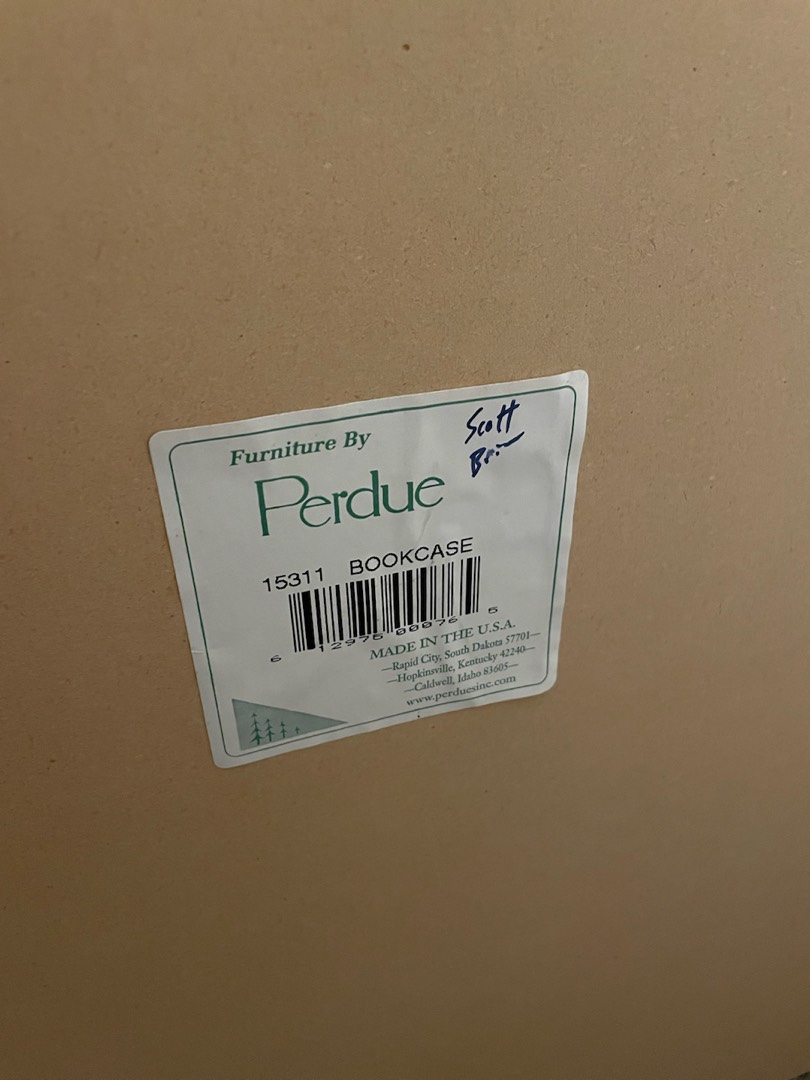 Furniture By
Scott
Perdue
15311 BOOKCASE
6 12975 00076 5
MADE IN THE U.S.A.
—Rapid City, South Dakota 57701—
—Hopkinsville, Kentucky 42240—
—Caldwell, Idaho 83605—
www.perduesinc.com